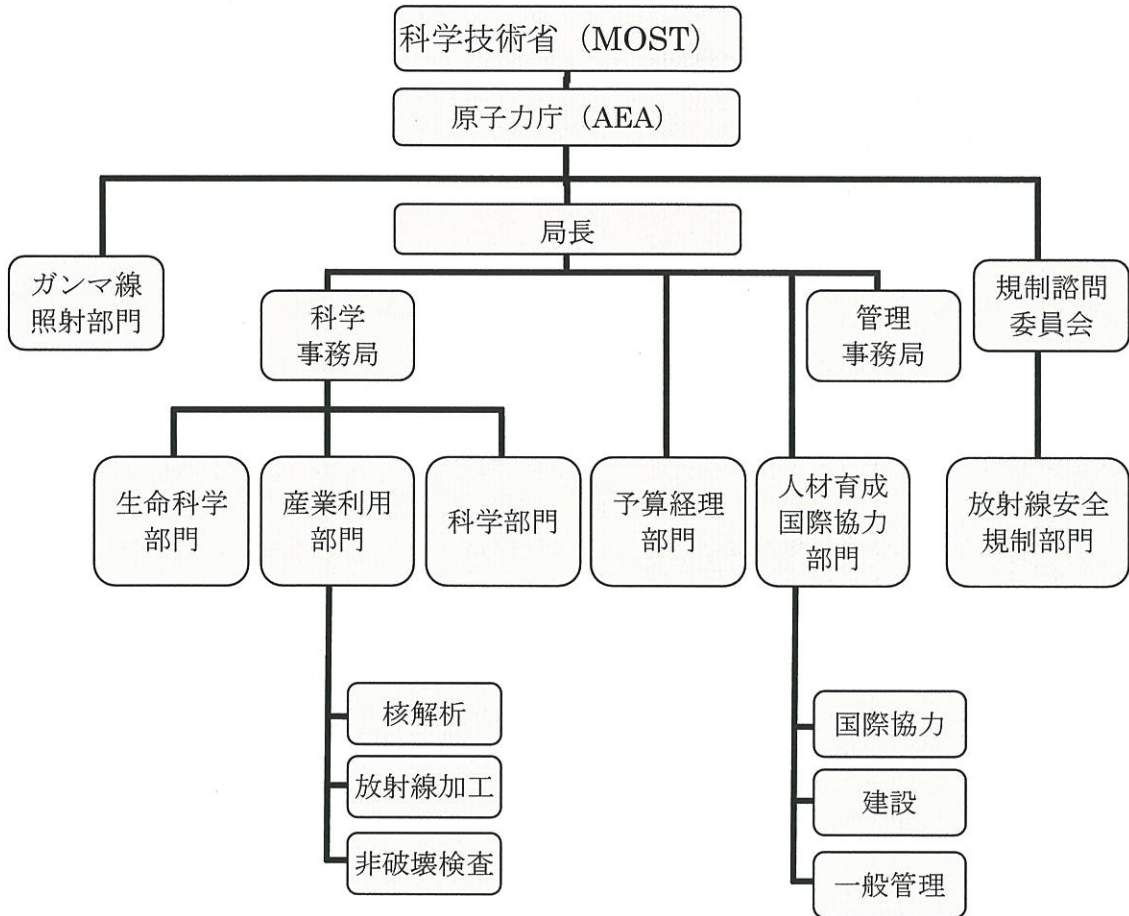 科学技術省（MOST）
原子力庁（AEA）
局長
ガンマ線
照射部門
科学
事務局
管理
事務局
規制諮問
委員会
生命科学
部門
産業利用
部門
科学部門
予算経理
部門
人材育成
国際協力
部門
放射線安全
規制部門
核解析
放射線加工
非破壊検査
国際協力
建設
一般管理